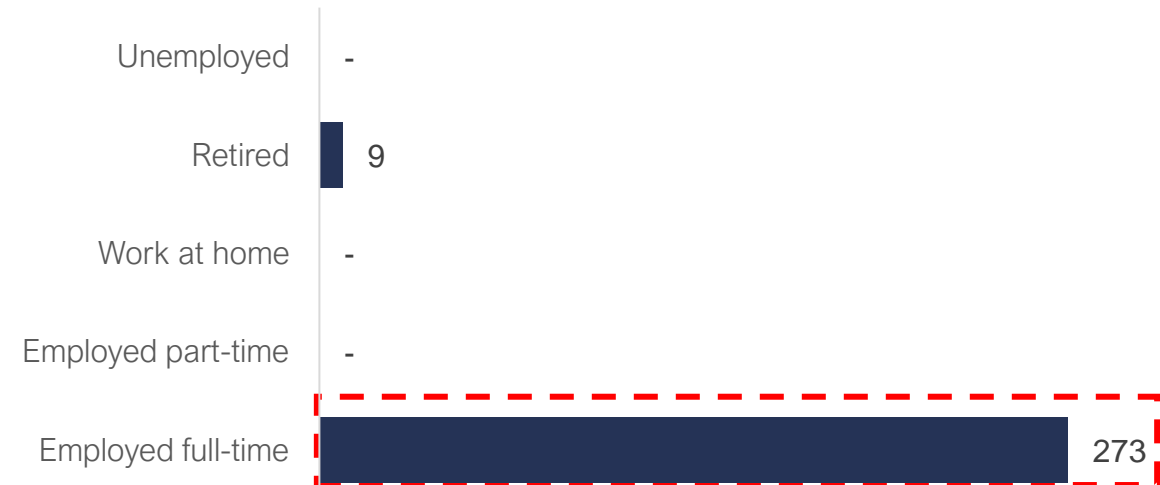 Unemployed -
Retired 9
Work at home -
Employed part-time -
Employed full-time 273